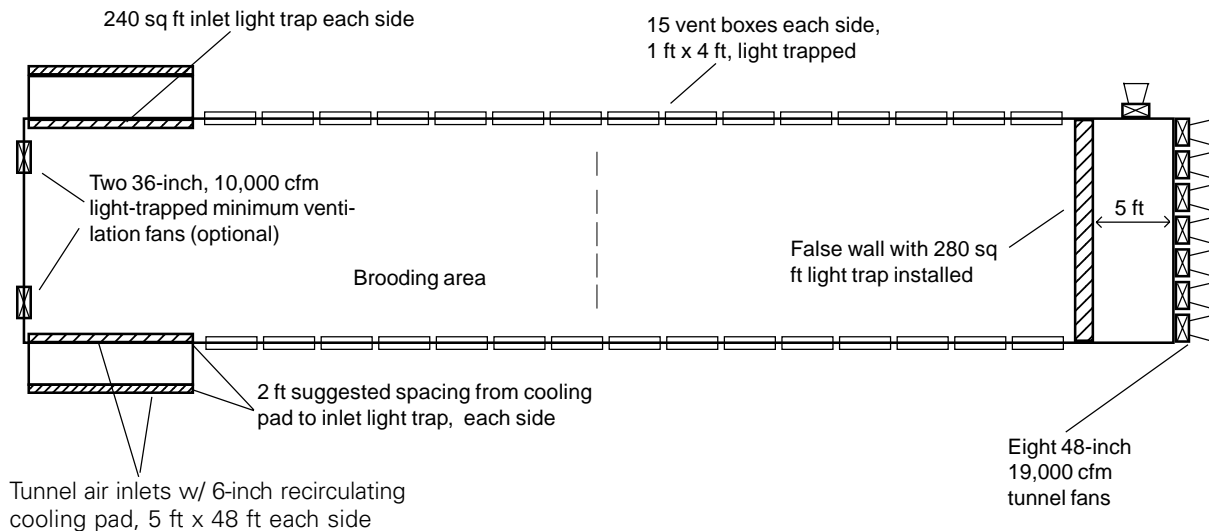 240 sq ft inlet light trap each side
15 vent boxes each side,
1 ft x 4 ft, light trapped
Two 36-inch, 10,000 cfm
light-trapped minimum venti-
lation fans (optional)
5 ft
False wall with 280 sq
ft light trap installed
Brooding area
2 ft suggested spacing from cooling
pad to inlet light trap, each side
Eight 48-inch
19,000 cfm
tunnel fans
Tunnel air inlets w/ 6-inch recirculating
cooling pad, 5 ft x 48 ft each side